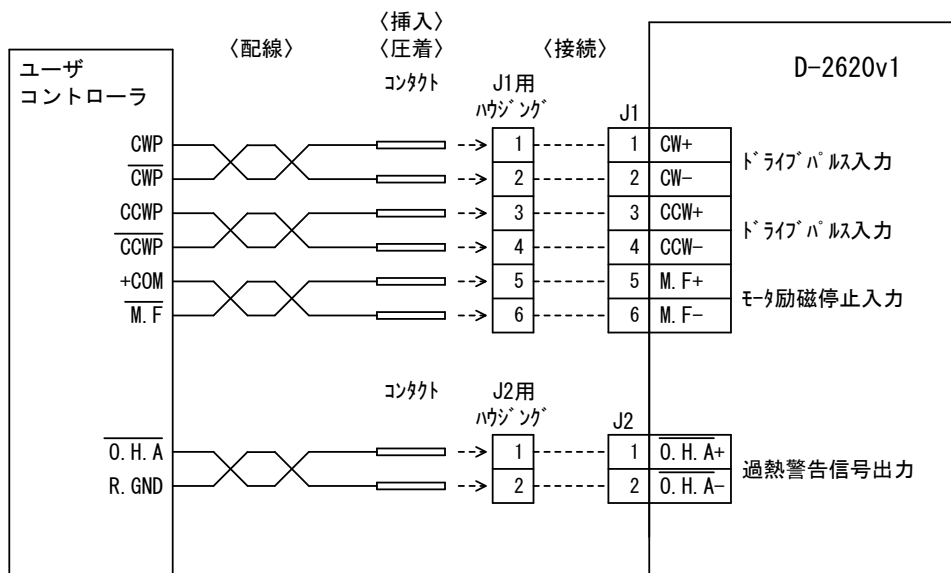 〈挿入〉
〈配線〉 〈圧着〉 〈接続〉
ユーザ
コントローラ
D-2620v1
コンタクト J1用
ハウジング J1
CWP 1 1 CW+
ドライブパルス入力
C̅W̅P̅ 2 2 CW-
CCWP 3 3 CCW+
ドライブパルス入力
C̅C̅W̅P̅ 4 4 CCW-
+COM 5 5 M.F+
モータ励磁停止入力
M̅.̅F̅ 6 6 M.F-
コンタクト J2用
ハウジング J2
O̅.̅H̅.̅A̅ 1 1 O̅.̅H̅.̅A̅+
過熱警告信号出力
R.GND 2 2 O̅.̅H̅.̅A̅-